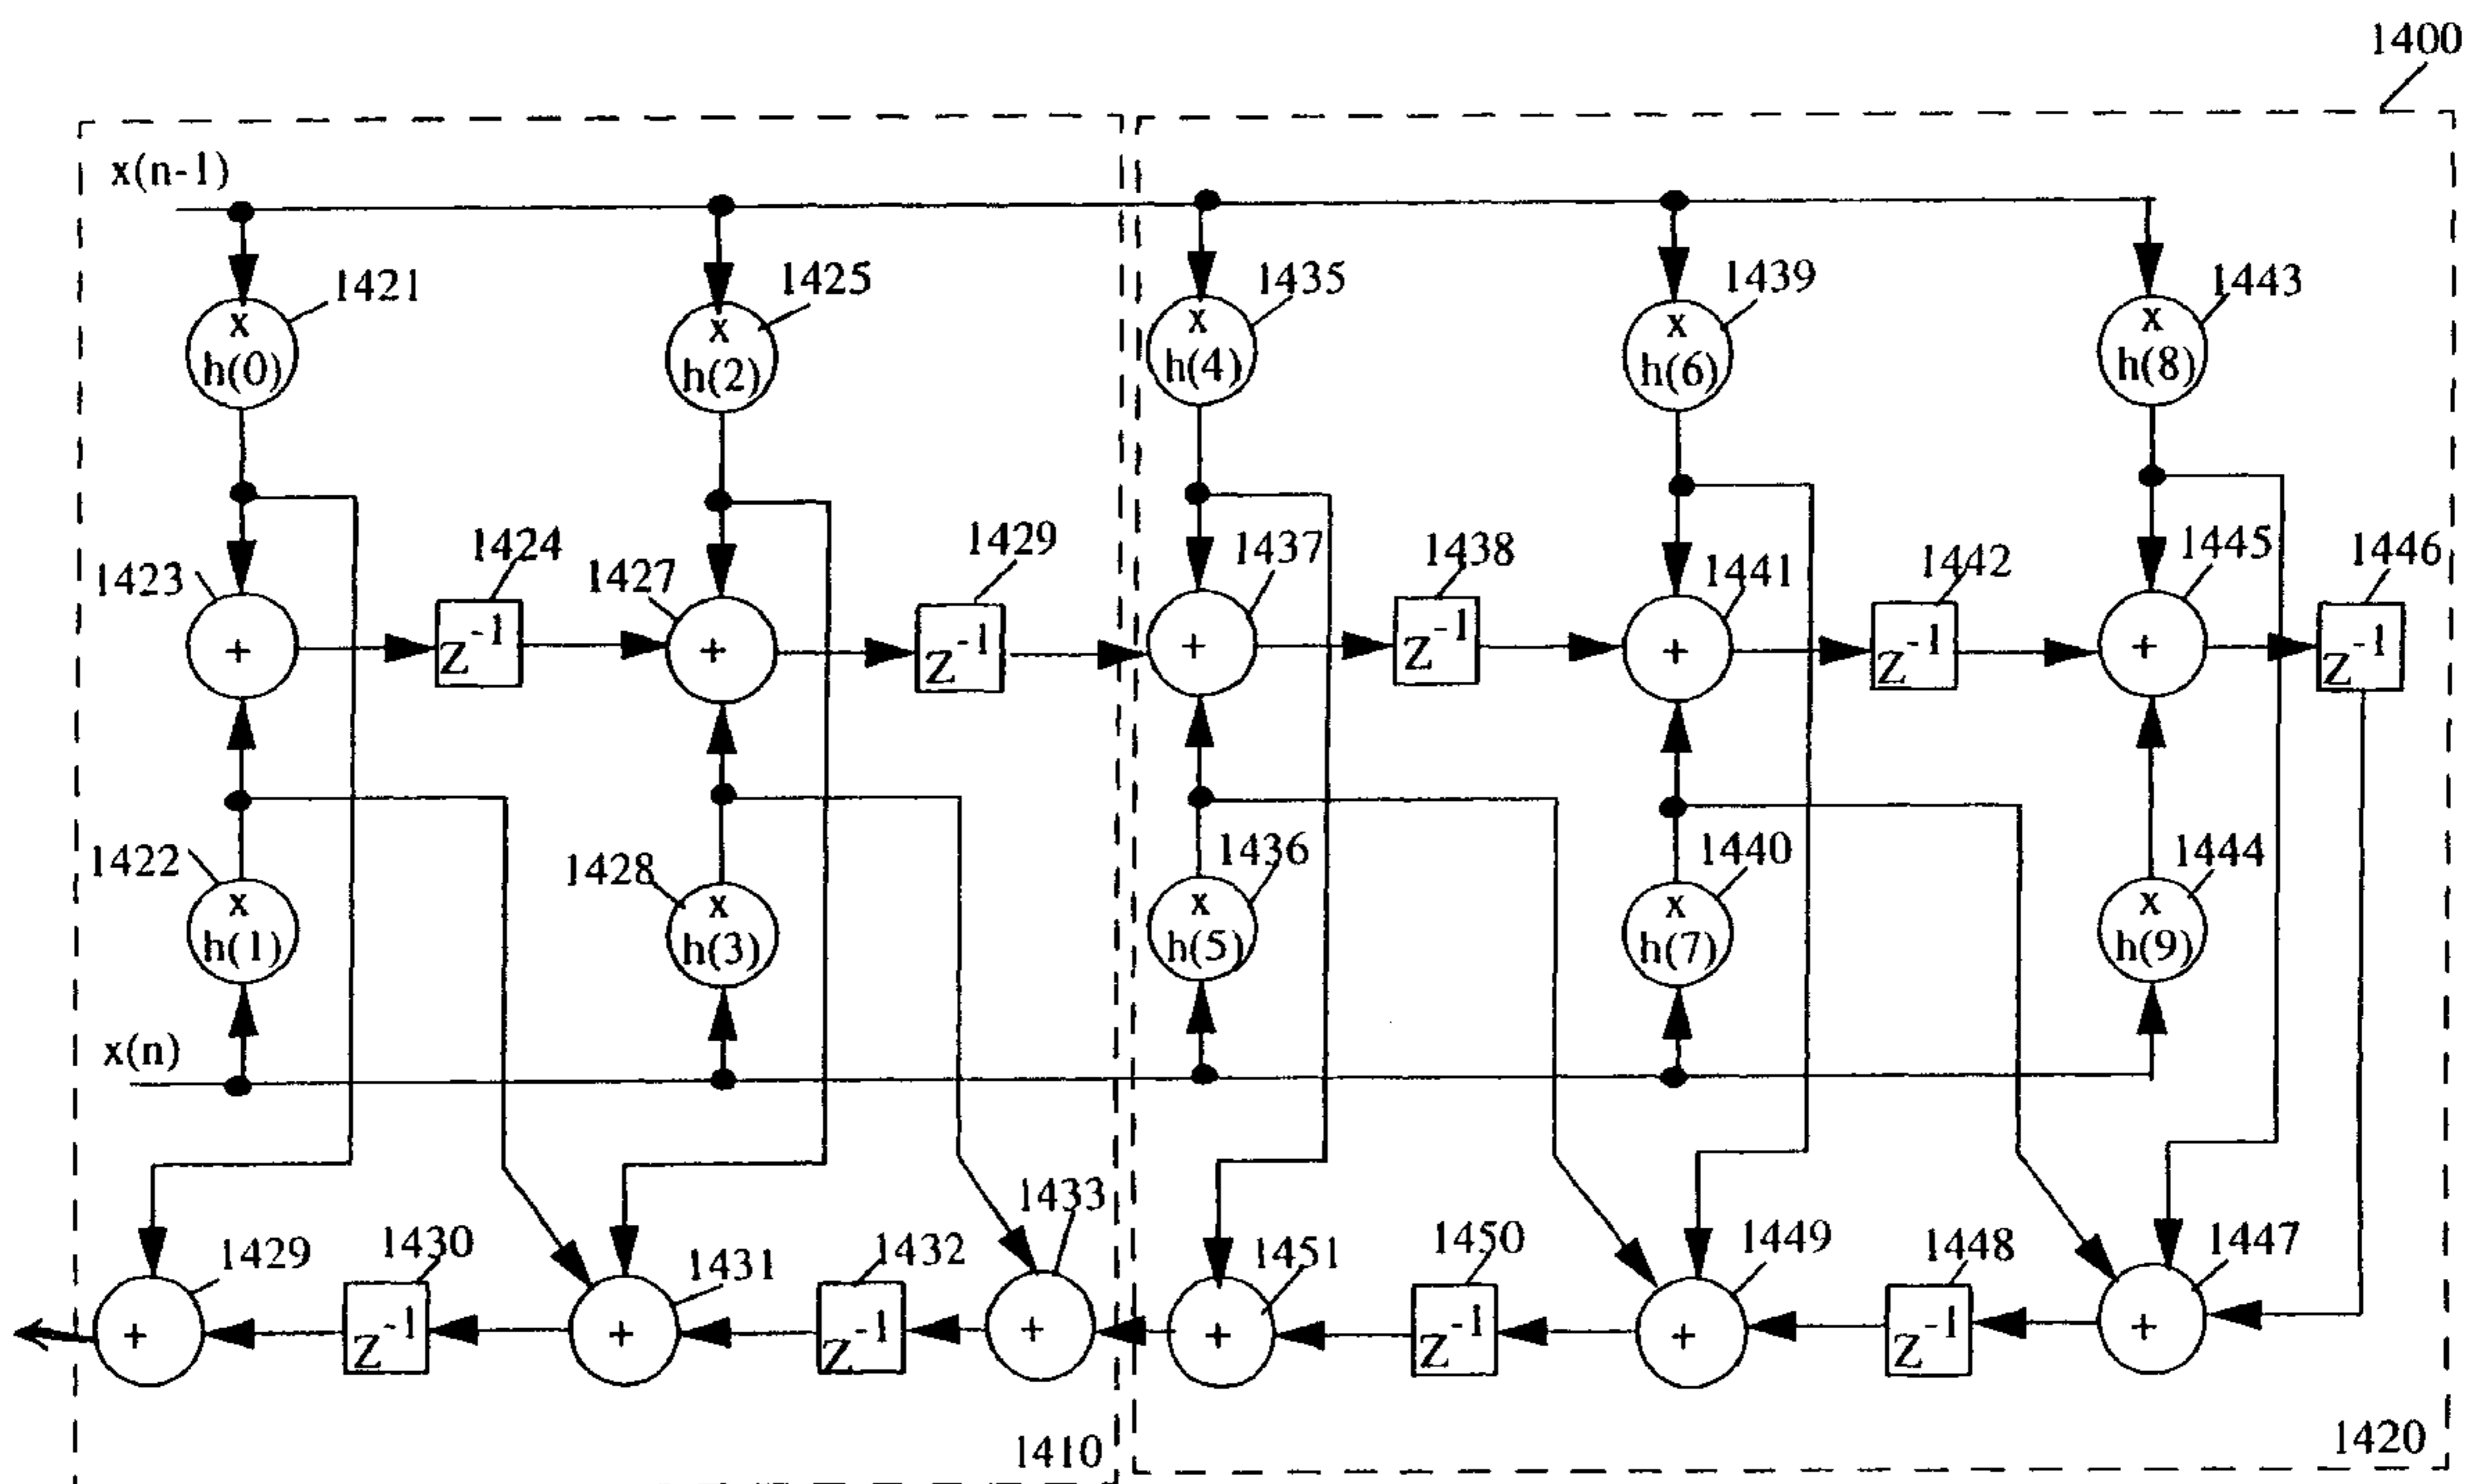 1400
x(n-1)
1421
1425
1435
1439
1443
x
h(0)
x
h(2)
x
h(4)
x
h(6)
x
h(8)
1423
1424
1427
1429
1437
1438
1441
1442
1445
1446
+
z-1
+
z-1
+
z-1
+
z-1
+
z-1
1422
1428
1436
1440
1444
x
h(1)
x
h(3)
x
h(5)
x
h(7)
x
h(9)
x(n)
1429
1430
1431
1432
1433
1451
1450
1449
1448
1447
+
z-1
+
z-1
+
+
z-1
+
z-1
+
1410
1420